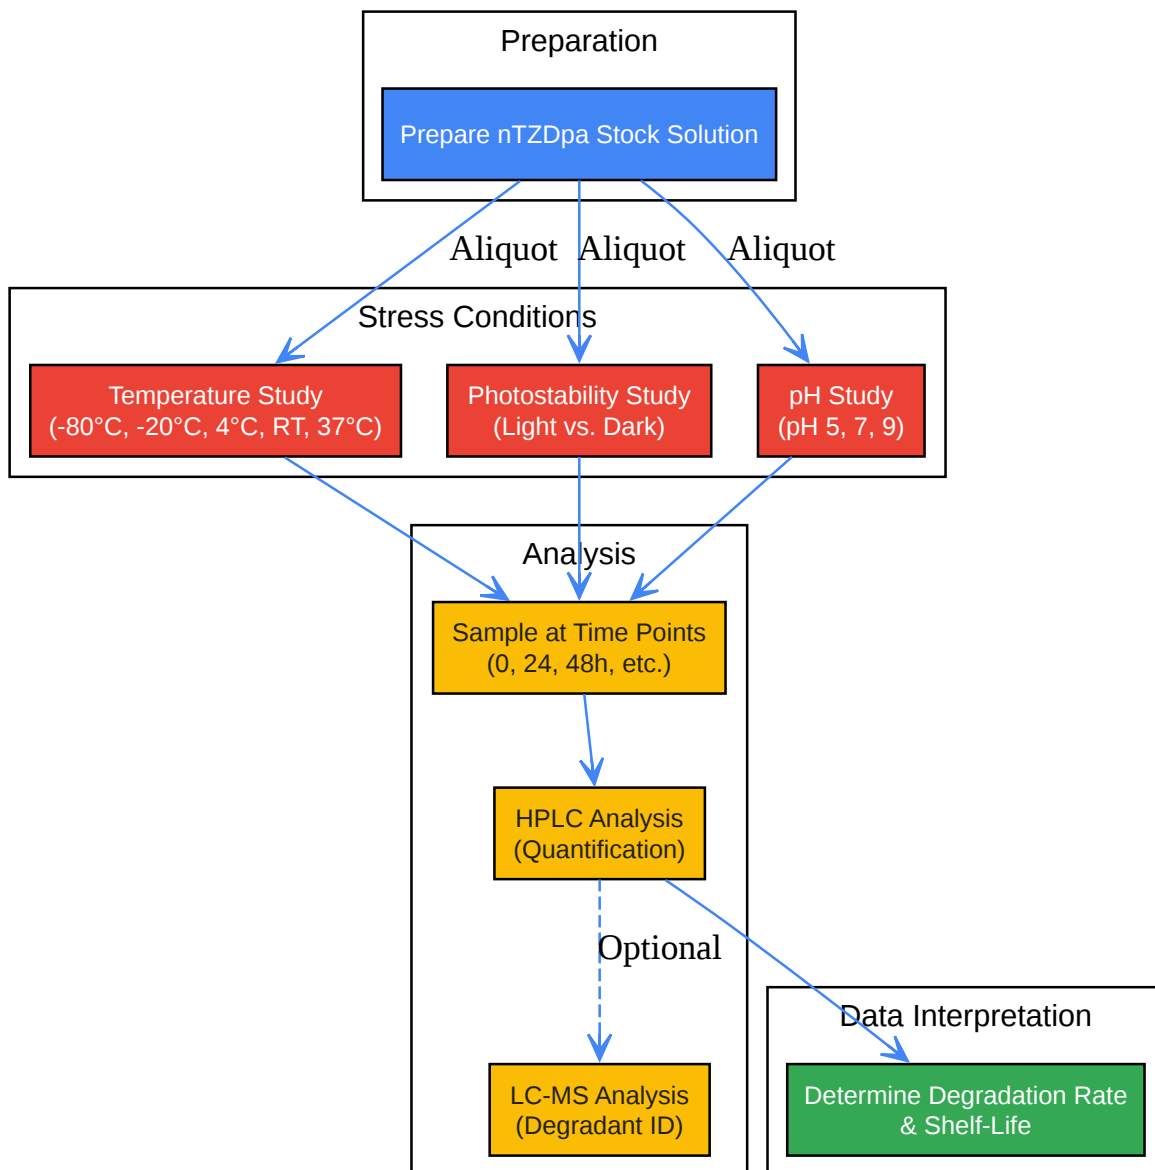 Preparation
Prepare nTZDpa Stock Solution
Aliquot
Aliquot
Aliquot
Stress Conditions
Temperature Study
(-80°C, -20°C, 4°C, RT, 37°C)
Photostability Study
(Light vs. Dark)
pH Study
(pH 5, 7, 9)
Analysis
Sample at Time Points
(0, 24, 48h, etc.)
HPLC Analysis
(Quantification)
Optional
LC-MS Analysis
(Degradant ID)
Data Interpretation
Determine Degradation Rate
& Shelf-Life